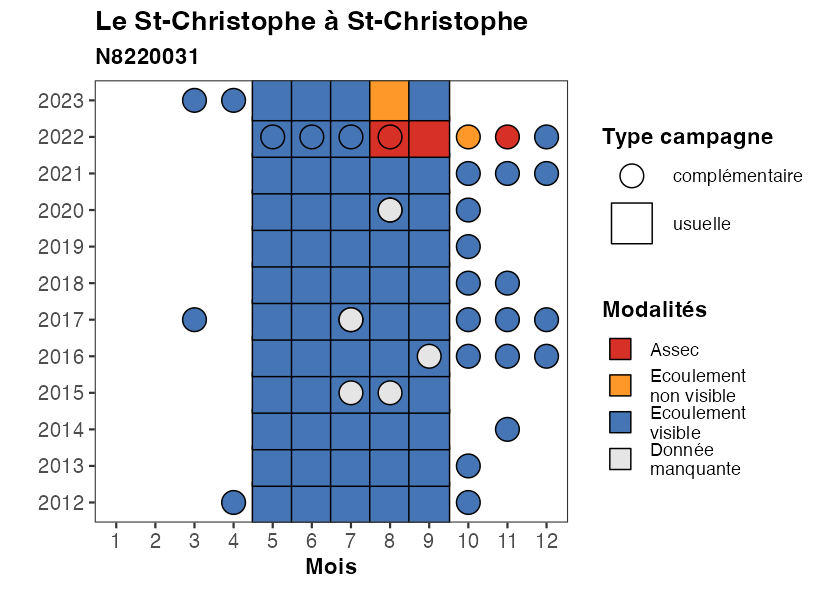 Le St-Christophe à St-Christophe
N8220031
2023
2022
2021
2020
2019
2018
2017
2016
2015
2014
2013
2012
1 2 3 4 5 6 7 8 9 10 11 12
Mois
Type campagne
complémentaire
usuelle
Modalités
Assec
Ecoulement
non visible
Ecoulement
visible
Donnée
manquante